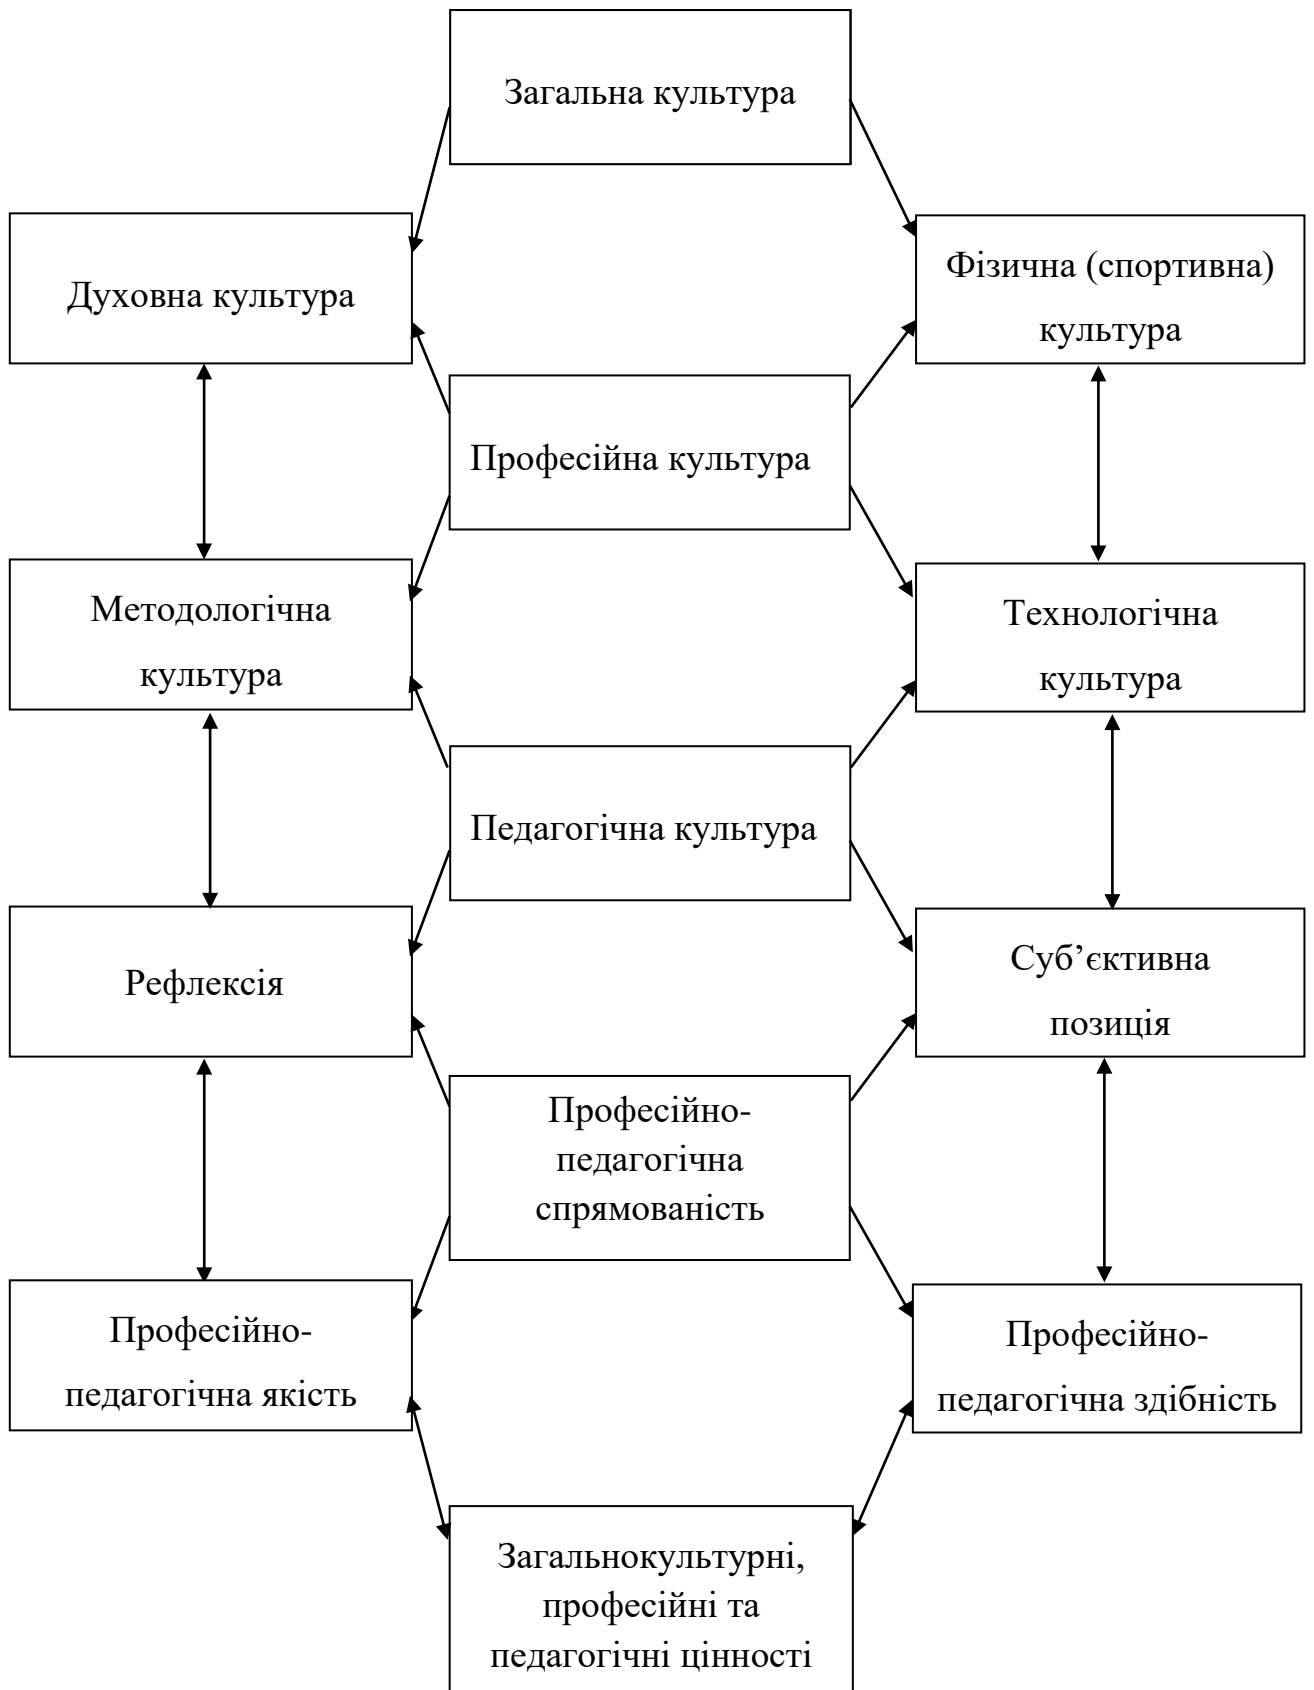 Загальна культура
Духовна культура
Фізична (спортивна)
культура
Професійна культура
Методологічна
культура
Технологічна
культура
Педагогічна культура
Рефлексія
Суб’єктивна
позиція
Професійно-
педагогічна
спрямованість
Професійно-
педагогічна якість
Професійно-
педагогічна здібність
Загальнокультурні,
професійні та
педагогічні цінності